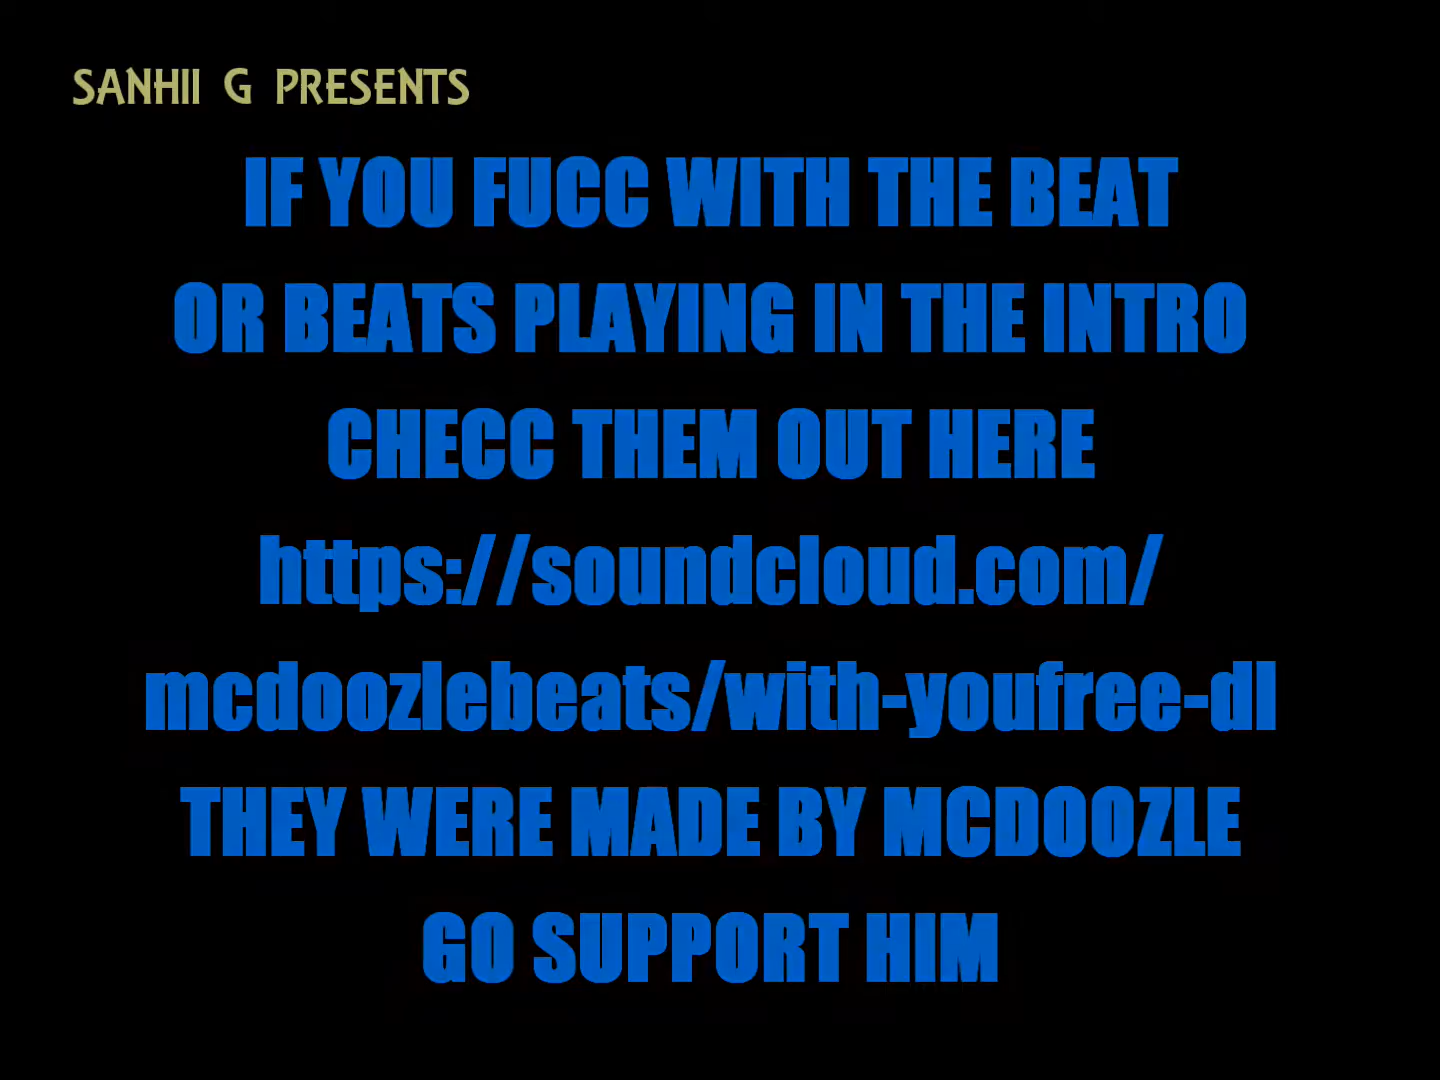 SANHII G PRESENTS
IF YOU FUCC WITH THE BEAT
OR BEATS PLAYING IN THE INTRO
CHECC THEM OUT HERE
https://soundcloud.com/
mcdoozlebeats/with-youfree-dl
THEY WERE MADE BY MCDOOZLE
GO SUPPORT HIM